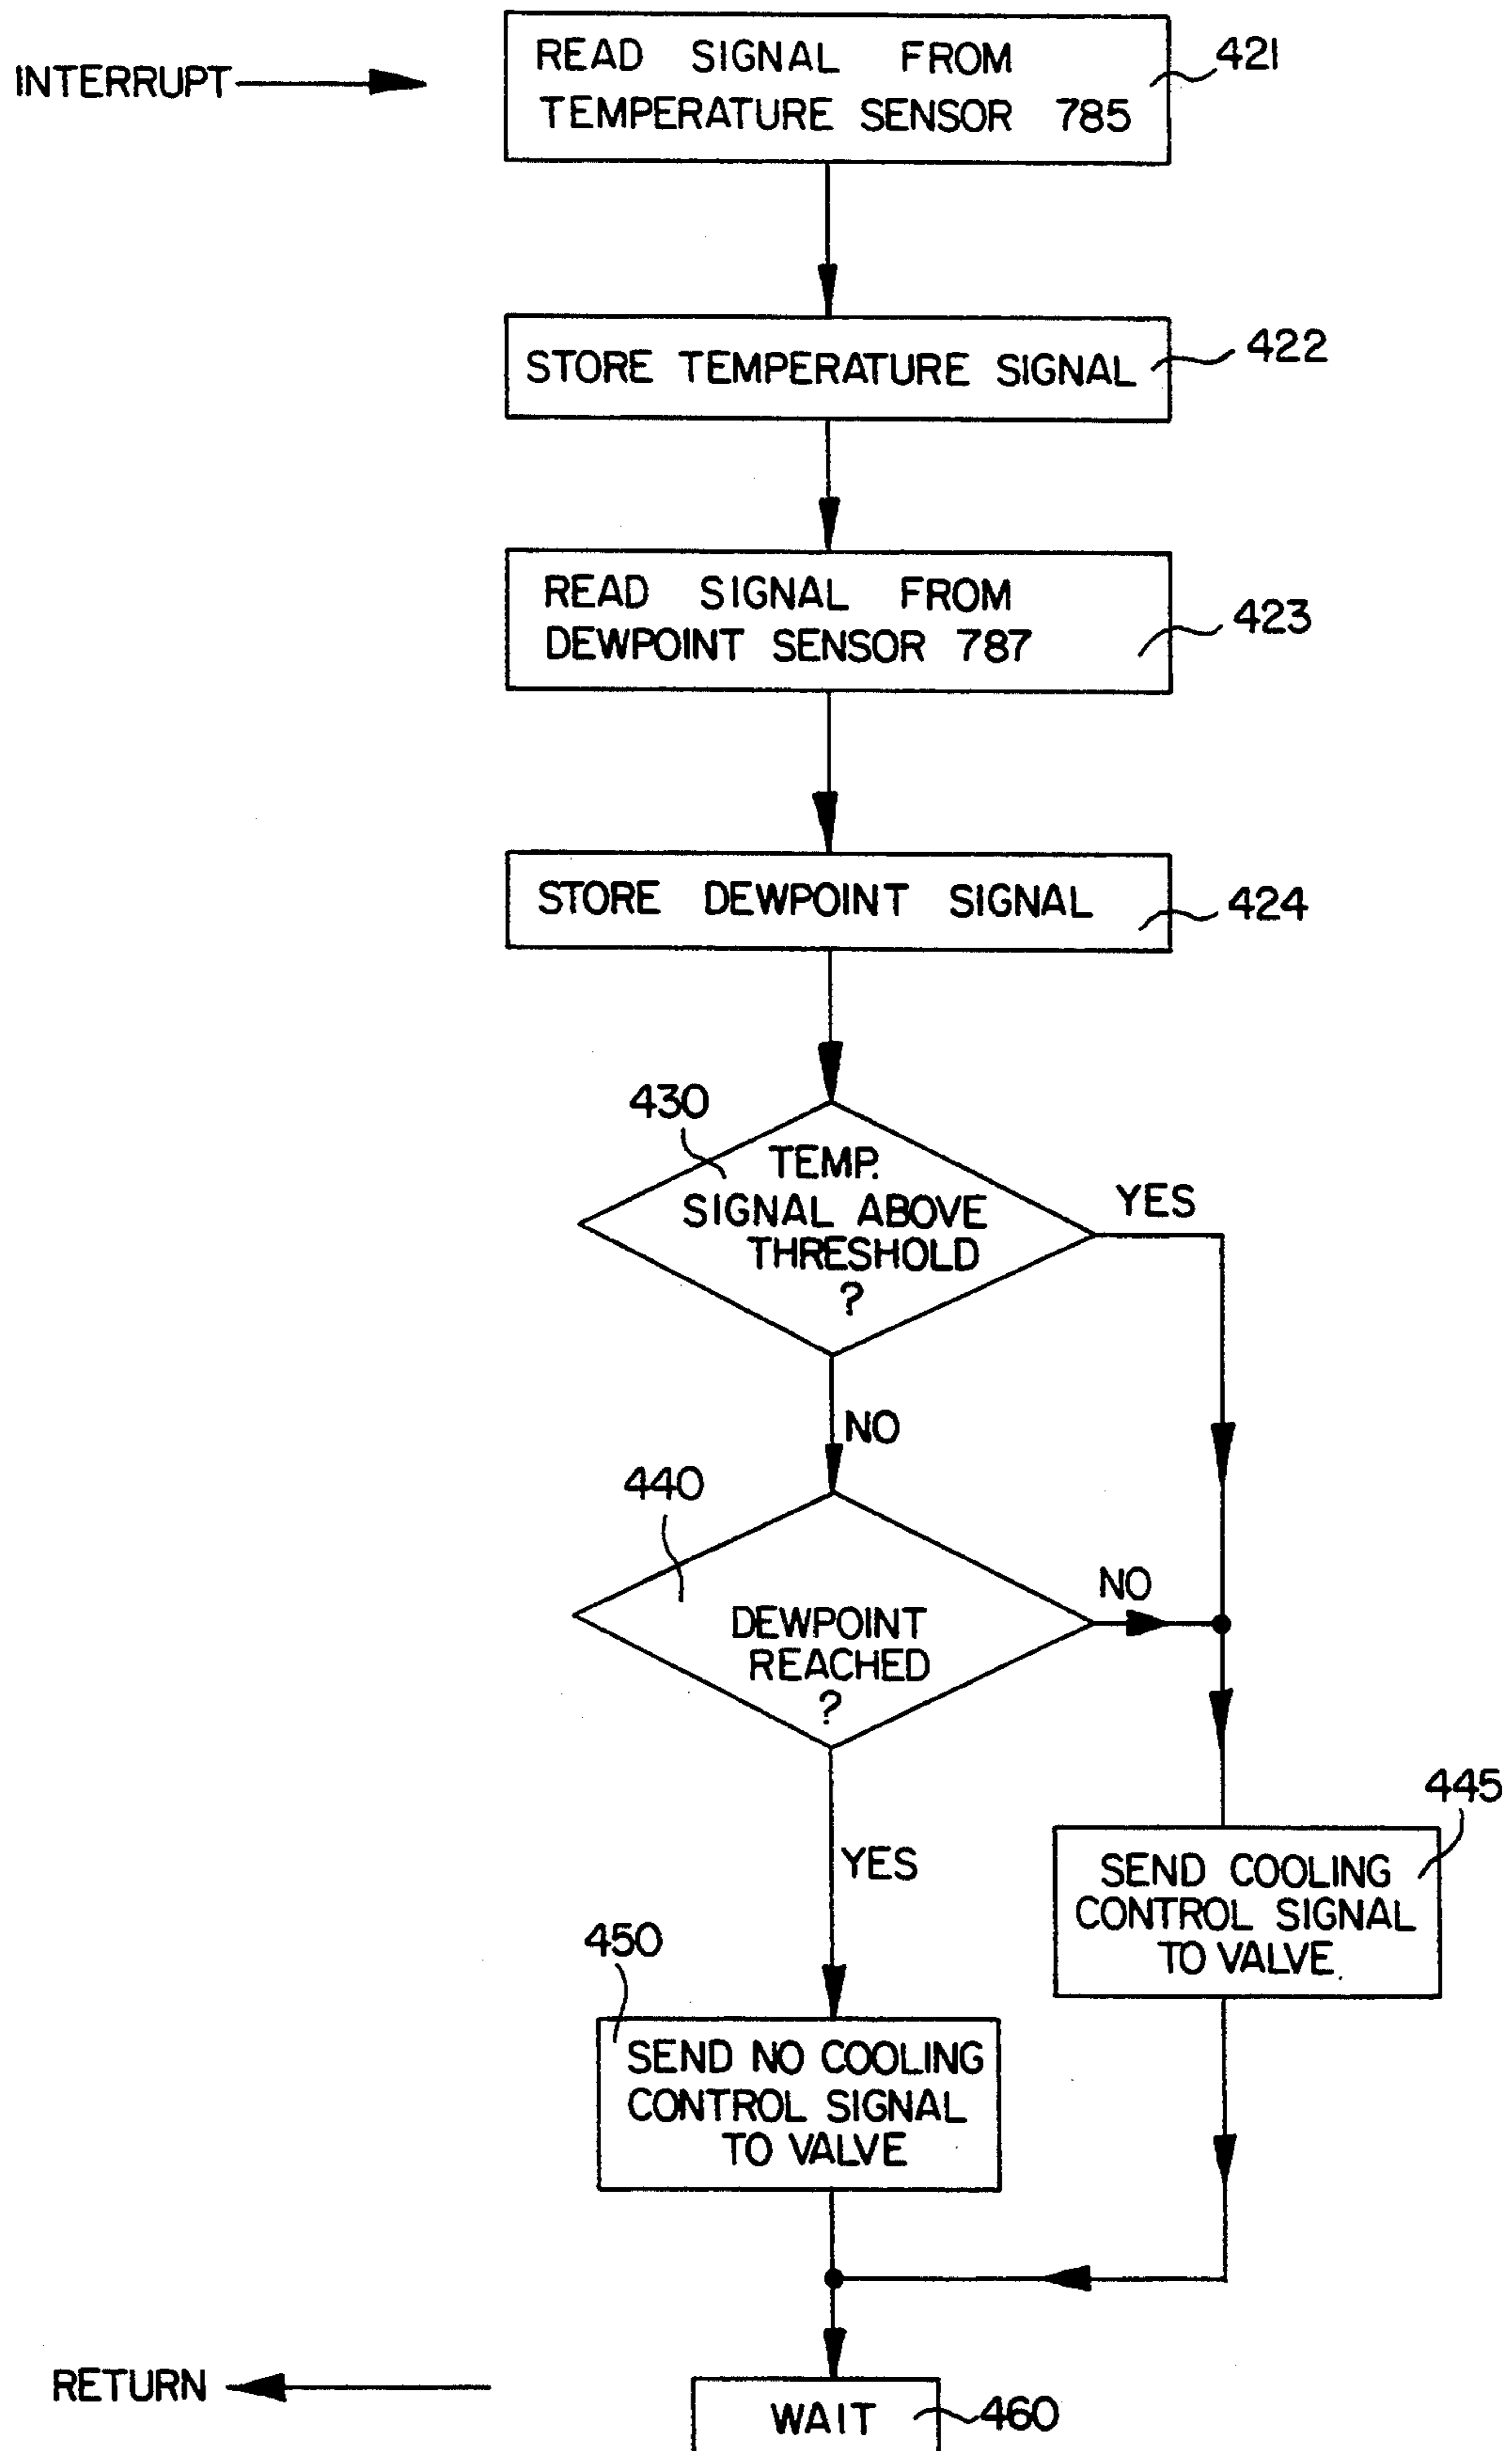 INTERRUPT
READ SIGNAL FROM
TEMPERATURE SENSOR 785
421
STORE TEMPERATURE SIGNAL
422
READ SIGNAL FROM
DEWPOINT SENSOR 787
423
STORE DEWPOINT SIGNAL
424
430
TEMP.
SIGNAL ABOVE
THRESHOLD
?
YES
NO
440
DEWPOINT
REACHED
?
NO
YES
445
SEND COOLING
CONTROL SIGNAL
TO VALVE
450
SEND NO COOLING
CONTROL SIGNAL
TO VALVE
RETURN
WAIT
460